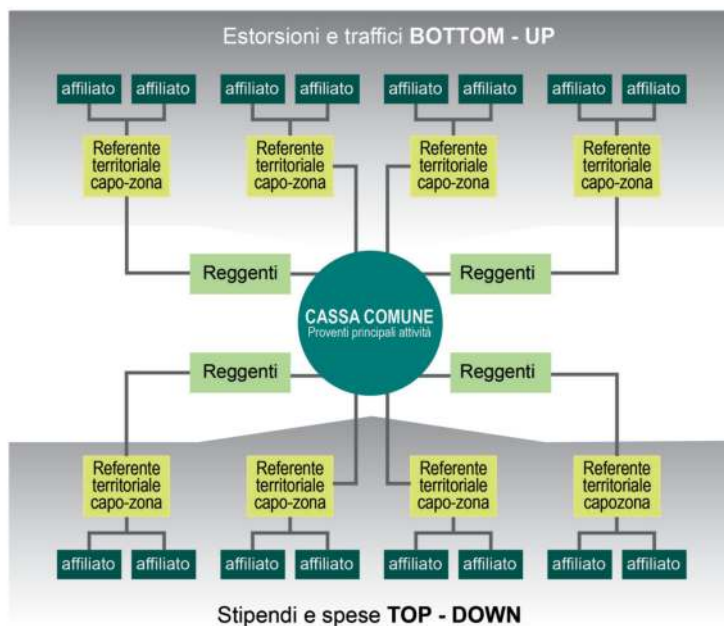 Estorsioni e traffici BOTTOM - UP
affiliato affiliato affiliato affiliato affiliato affiliato affiliato affiliato
Referente territoriale capo-zona
Referente territoriale capo-zona
Referente territoriale capo-zona
Referente territoriale capo-zona
Reggenti
Reggenti
CASSA COMUNE
Proventi principali attività
Reggenti
Reggenti
Referente territoriale capo-zona
Referente territoriale capo-zona
Referente territoriale capo-zona
Referente territoriale capozona
affiliato affiliato affiliato affiliato affiliato affiliato affiliato affiliato
Stipendi e spese TOP - DOWN